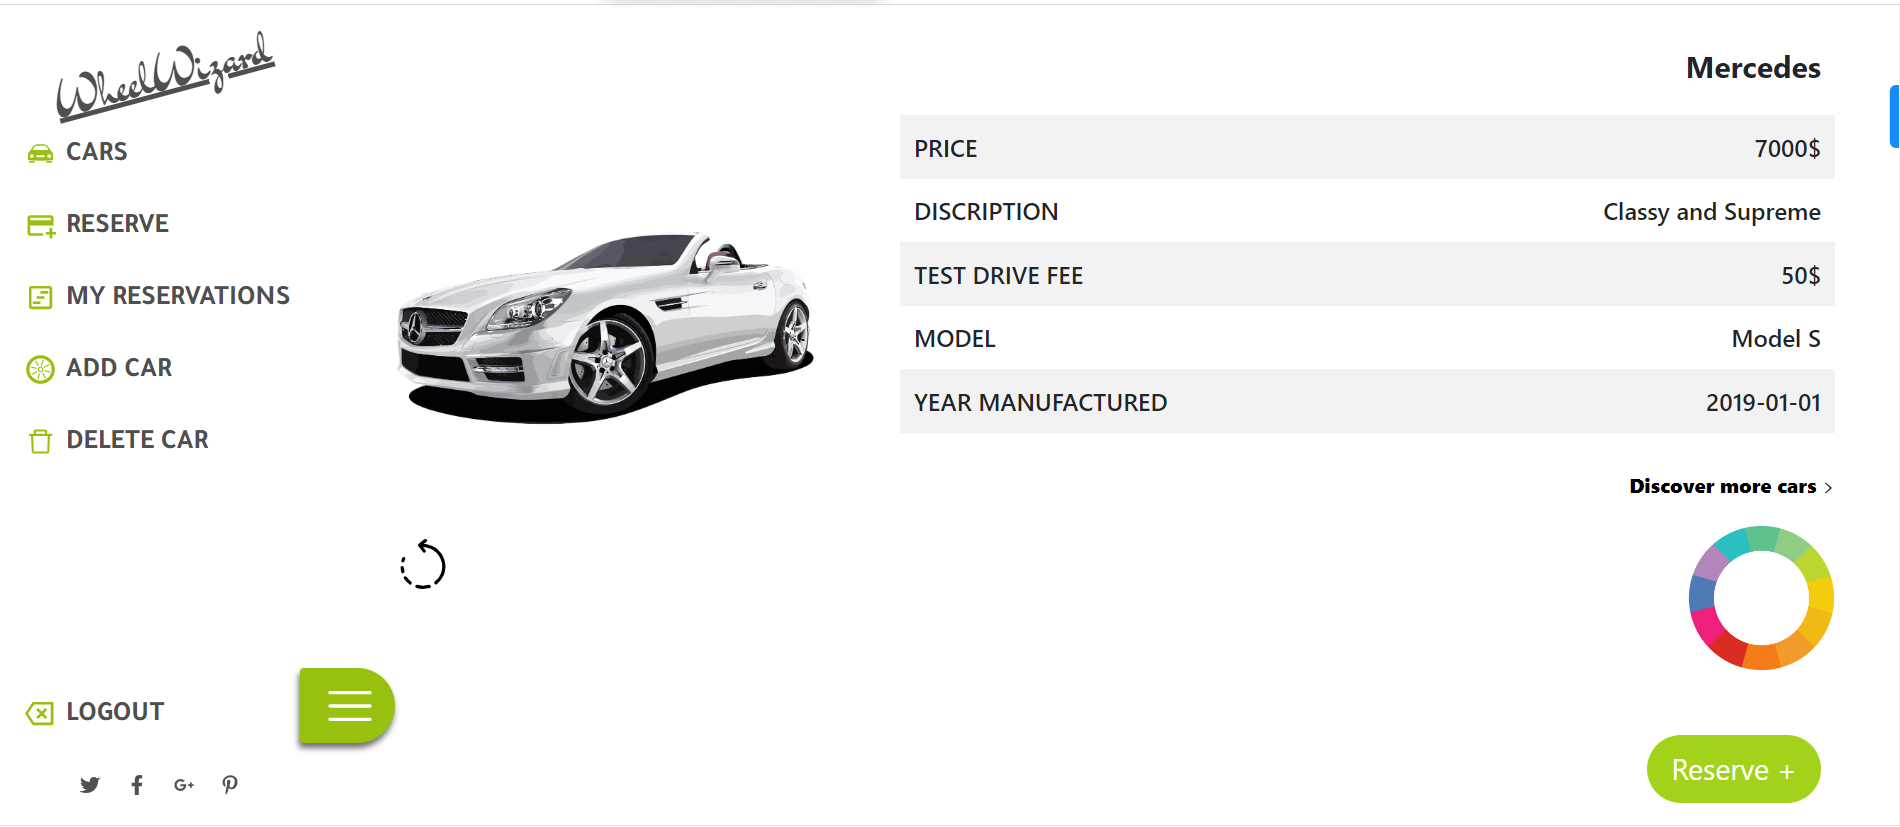 WheelWizard
CARS
RESERVE
MY RESERVATIONS
ADD CAR
DELETE CAR
LOGOUT
G+
Mercedes
PRICE 7000$
DISCRIPTION Classy and Supreme
TEST DRIVE FEE 50$
MODEL Model S
YEAR MANUFACTURED 2019-01-01
Discover more cars >
Reserve +